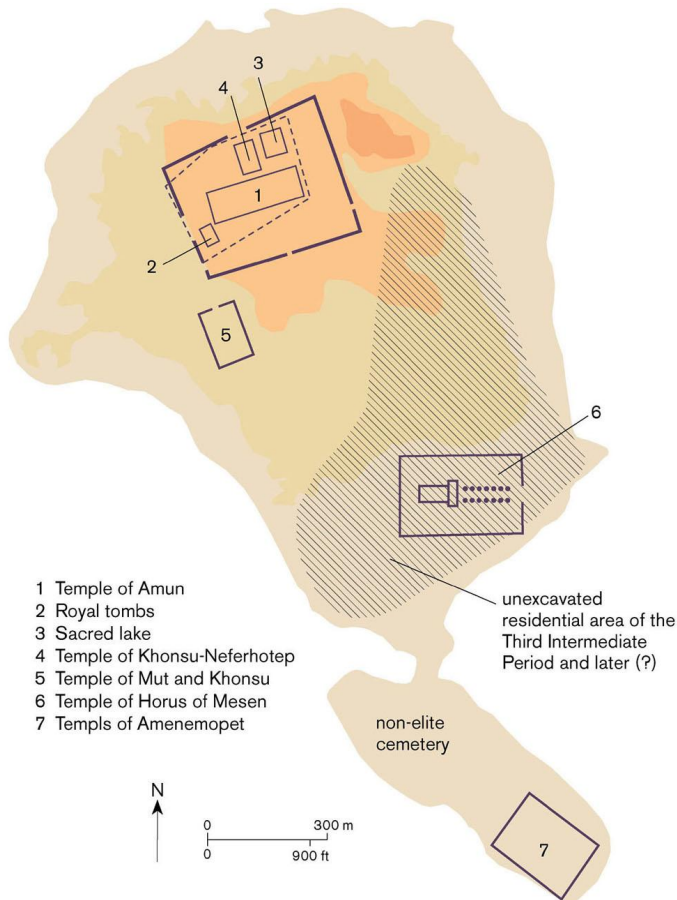 3
4
1
2
5
6
1 Temple of Amun
2 Royal tombs
3 Sacred lake
4 Temple of Khonsu-Neferhotep
5 Temple of Mut and Khonsu
6 Temple of Horus of Mesen
7 Templs of Amenemopet
unexcavated
residential area of the
Third Intermediate
Period and later (?)
non-elite
cemetery
N
0 300 m
0 900 ft
7